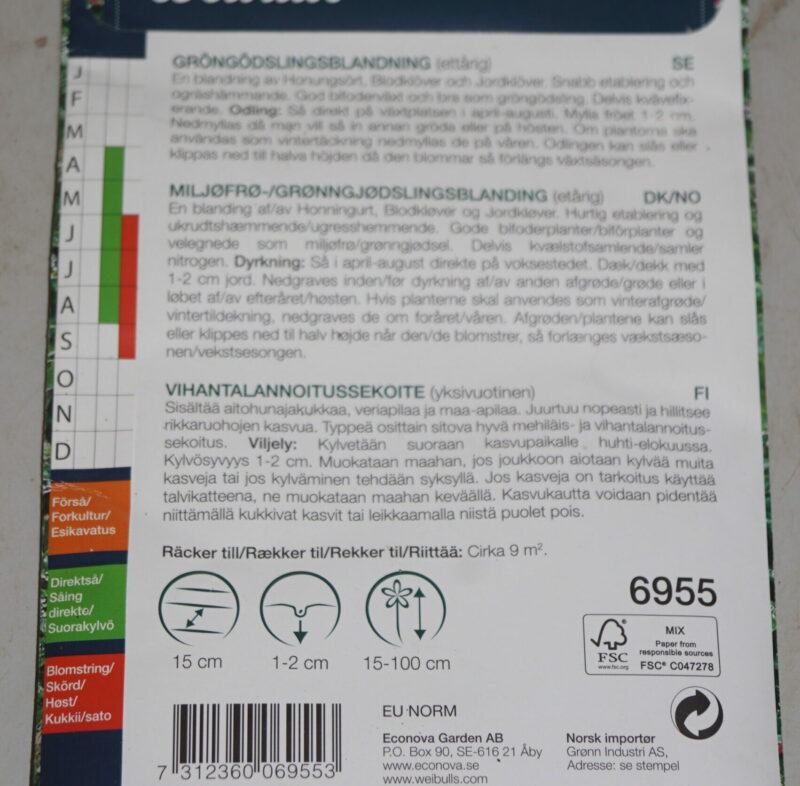 GRÖNGÖDSLINGSBLANDNING (ettårig) SE
En blandning av Honungsört, Blodklöver och Jordklöver. Snabb etablering och
ogräshämmande. God bitoderväxt och bra som gröngödsling. Delvis kvävefix-
erande. Odling: Så direkt på växtplatsen i april-augusti. Mylla fröet 1-2 cm.
Nedmyllas då man vill så in annan gröda eller på hösten. Om plantorna ska
användas som vintertäckning nedmyllas de på våren. Odlingen kan slås eller
klippas ned till halva höjden då den blommar så förlängs växtsäsongen.
MILJØFRØ-/GRØNNGJØDSLINGSBLANDING (etårig) DK/NO
En blanding af/av Honningurt, Blodkløver og Jordkløver. Hurtig etablering og
ukrudtshæmmende/ugresshemmende. Gode bitoderplanter/bitörplanter og
velegnede som miljøfrø/grønngjødsel. Delvis kvælstofsamlende/samler
nitrogen. Dyrkning: Så i april-august direkte på voksestedet. Dæk/dekk med
1-2 cm jord. Nedgraves inden/før dyrkning af/av anden afgrøde/grøde eller i
løbet af/av efteråret/høsten. Hvis planterne skal anvendes som vinterafgrøde/
vintertildekning, nedgraves de om foråret/våren. Afgrøden/plantene kan slås
eller klippes ned til halv højde når den/de blomstrer, så forlænges vækstsæso-
nen/vekstsesongen.
VIHANTALANNOITUSSEKOITE (yksivuotinen) FI
Sisältää aitohunajakukkaa, veriapilaa ja maa-apilaa. Juurtuu nopeasti ja hillitsee
rikkaruohojen kasvua. Typpeä osittain sitova hyvä mehiläis- ja vihantalannoitus-
sekoitus. Viljely: Kylvetään suoraan kasvupaikalle huhti-elokuussa.
Kylvösyvyys 1-2 cm. Muokataan maahan, jos joukkoon aiotaan kylvää muita
kasveja tai jos kylväminen tehdään syksyllä. Jos kasveja on tarkoitus käyttää
talvikatteena, ne muokataan maahan keväällä. Kasvukautta voidaan pidentää
niittämällä kukkivat kasvit tai leikkaamalla niistä puolet pois.
Räcker till/Rækker til/Rekker til/Riittää: Cirka 9 m².
J
F
M
A
M
J
J
A
S
O
N
D
Förså/
Forkultur/
Esikavatus
Direktså/
Såing
direkte/
Suorakylvö
Blomstring/
Skörd/
Høst/
Kukkii/sato
15 cm
1-2 cm
15-100 cm
6955
FSC
www.fsc.org
MIX
Paper from
responsible sources
FSC® C047278
7 312360 069553
EU NORM
Econova Garden AB
P.O. Box 90, SE-616 21 Åby
www.econova.se
www.weibulls.com
Norsk importør
Grønn Industri AS,
Adresse: se stempel